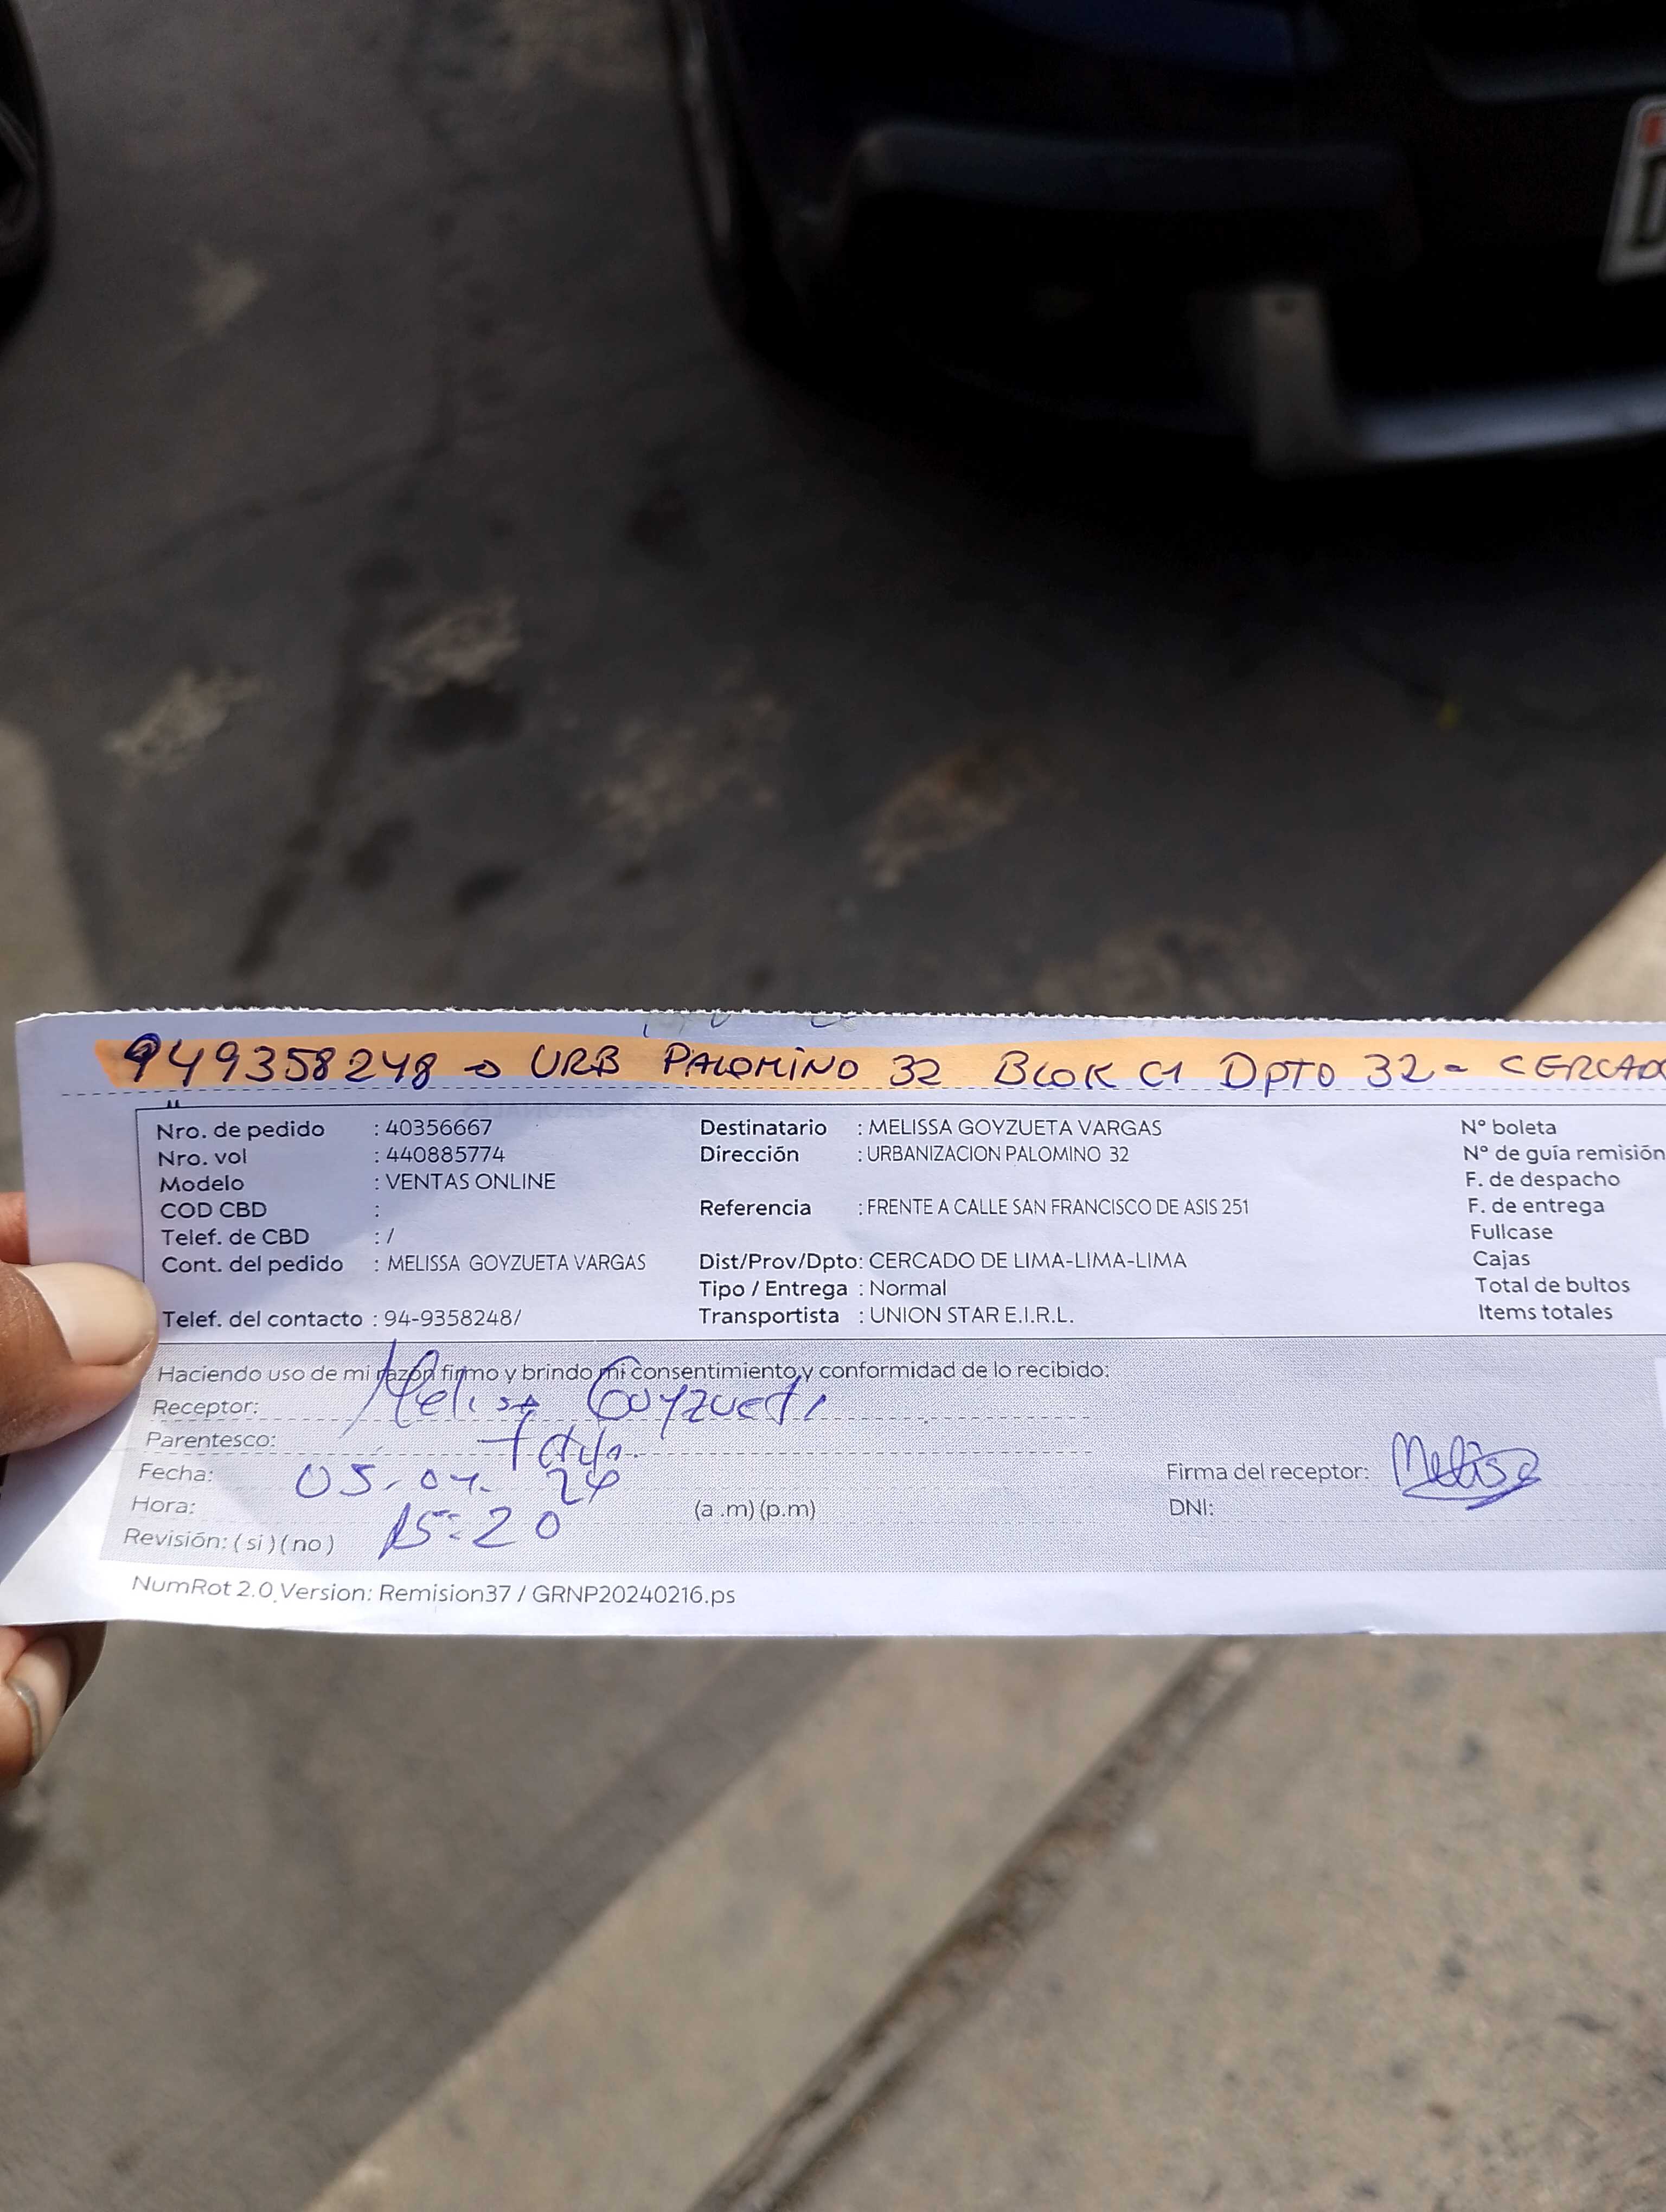 949358248 → URB PALOMINO 32 BLOK C1 DPTO 32 - CERCADO
Nro. de pedido : 40356667
Nro. vol : 440885774
Modelo : VENTAS ONLINE
COD CBD :
Telef. de CBD : /
Cont. del pedido : MELISSA GOYZUETA VARGAS
Telef. del contacto : 94-9358248/
Destinatario : MELISSA GOYZUETA VARGAS
Dirección : URBANIZACION PALOMINO 32
Referencia : FRENTE A CALLE SAN FRANCISCO DE ASIS 251
Dist/Prov/Dpto: CERCADO DE LIMA-LIMA-LIMA
Tipo / Entrega : Normal
Transportista : UNION STAR E.I.R.L.
N° boleta
N° de guía remisión
F. de despacho
F. de entrega
Fullcase
Cajas
Total de bultos
Items totales
Haciendo uso de mi razón firmo y brindo mi consentimiento y conformidad de lo recibido:
Receptor: Melissa Goyzueta
Parentesco:
Fecha: 05.04.24
Hora: 15:20 (a .m) (p.m)
Revisión: ( si ) ( no )
Firma del receptor: Melissa
DNI:
NumRot 2.0 Version: Remision37 / GRNP20240216.ps